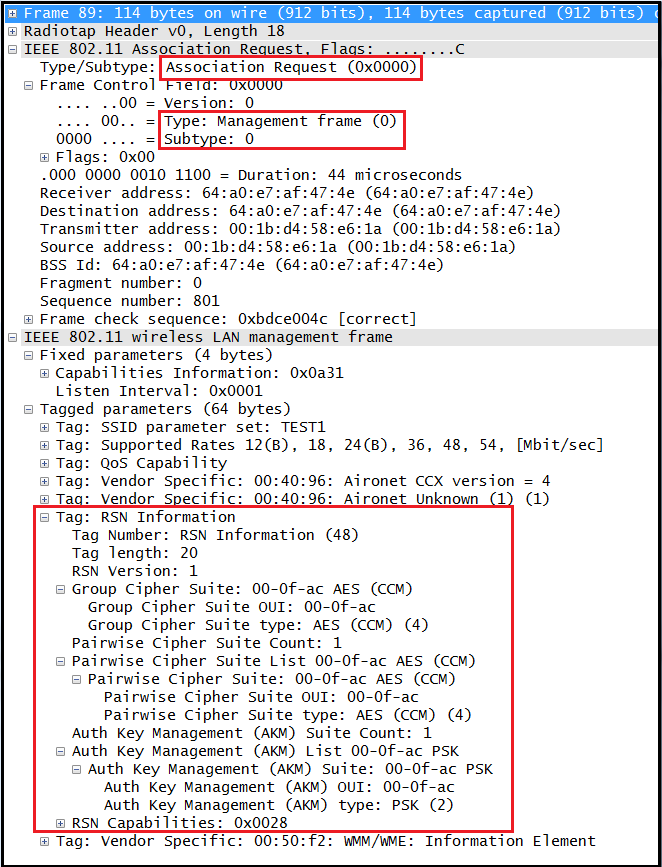 Frame 89: 114 bytes on wire (912 bits), 114 bytes captured (912 bits)
Radiotap Header v0, Length 18
IEEE 802.11 Association Request, Flags: ........C
Type/Subtype: Association Request (0x0000)
Frame Control Field: 0x0000
.... ..00 = Version: 0
.... 00.. = Type: Management frame (0)
0000 .... = Subtype: 0
Flags: 0x00
.000 0000 0010 1100 = Duration: 44 microseconds
Receiver address: 64:a0:e7:af:47:4e (64:a0:e7:af:47:4e)
Destination address: 64:a0:e7:af:47:4e (64:a0:e7:af:47:4e)
Transmitter address: 00:1b:d4:58:e6:1a (00:1b:d4:58:e6:1a)
Source address: 00:1b:d4:58:e6:1a (00:1b:d4:58:e6:1a)
BSS Id: 64:a0:e7:af:47:4e (64:a0:e7:af:47:4e)
Fragment number: 0
Sequence number: 801
Frame check sequence: 0xbdce004c [correct]
IEEE 802.11 wireless LAN management frame
Fixed parameters (4 bytes)
Capabilities Information: 0x0a31
Listen Interval: 0x0001
Tagged parameters (64 bytes)
Tag: SSID parameter set: TEST1
Tag: Supported Rates 12(B), 18, 24(B), 36, 48, 54, [Mbit/sec]
Tag: QoS Capability
Tag: Vendor Specific: 00:40:96: Aironet CCX version = 4
Tag: Vendor Specific: 00:40:96: Aironet Unknown (1) (1)
Tag: RSN Information
Tag Number: RSN Information (48)
Tag length: 20
RSN Version: 1
Group Cipher Suite: 00-0f-ac AES (CCM)
Group Cipher Suite OUI: 00-0f-ac
Group Cipher Suite type: AES (CCM) (4)
Pairwise Cipher Suite Count: 1
Pairwise Cipher Suite List 00-0f-ac AES (CCM)
Pairwise Cipher Suite: 00-0f-ac AES (CCM)
Pairwise Cipher Suite OUI: 00-0f-ac
Pairwise Cipher Suite type: AES (CCM) (4)
Auth Key Management (AKM) Suite Count: 1
Auth Key Management (AKM) List 00-0f-ac PSK
Auth Key Management (AKM) Suite: 00-0f-ac PSK
Auth Key Management (AKM) OUI: 00-0f-ac
Auth Key Management (AKM) type: PSK (2)
RSN Capabilities: 0x0028
Tag: Vendor Specific: 00:50:f2: WMM/WME: Information Element